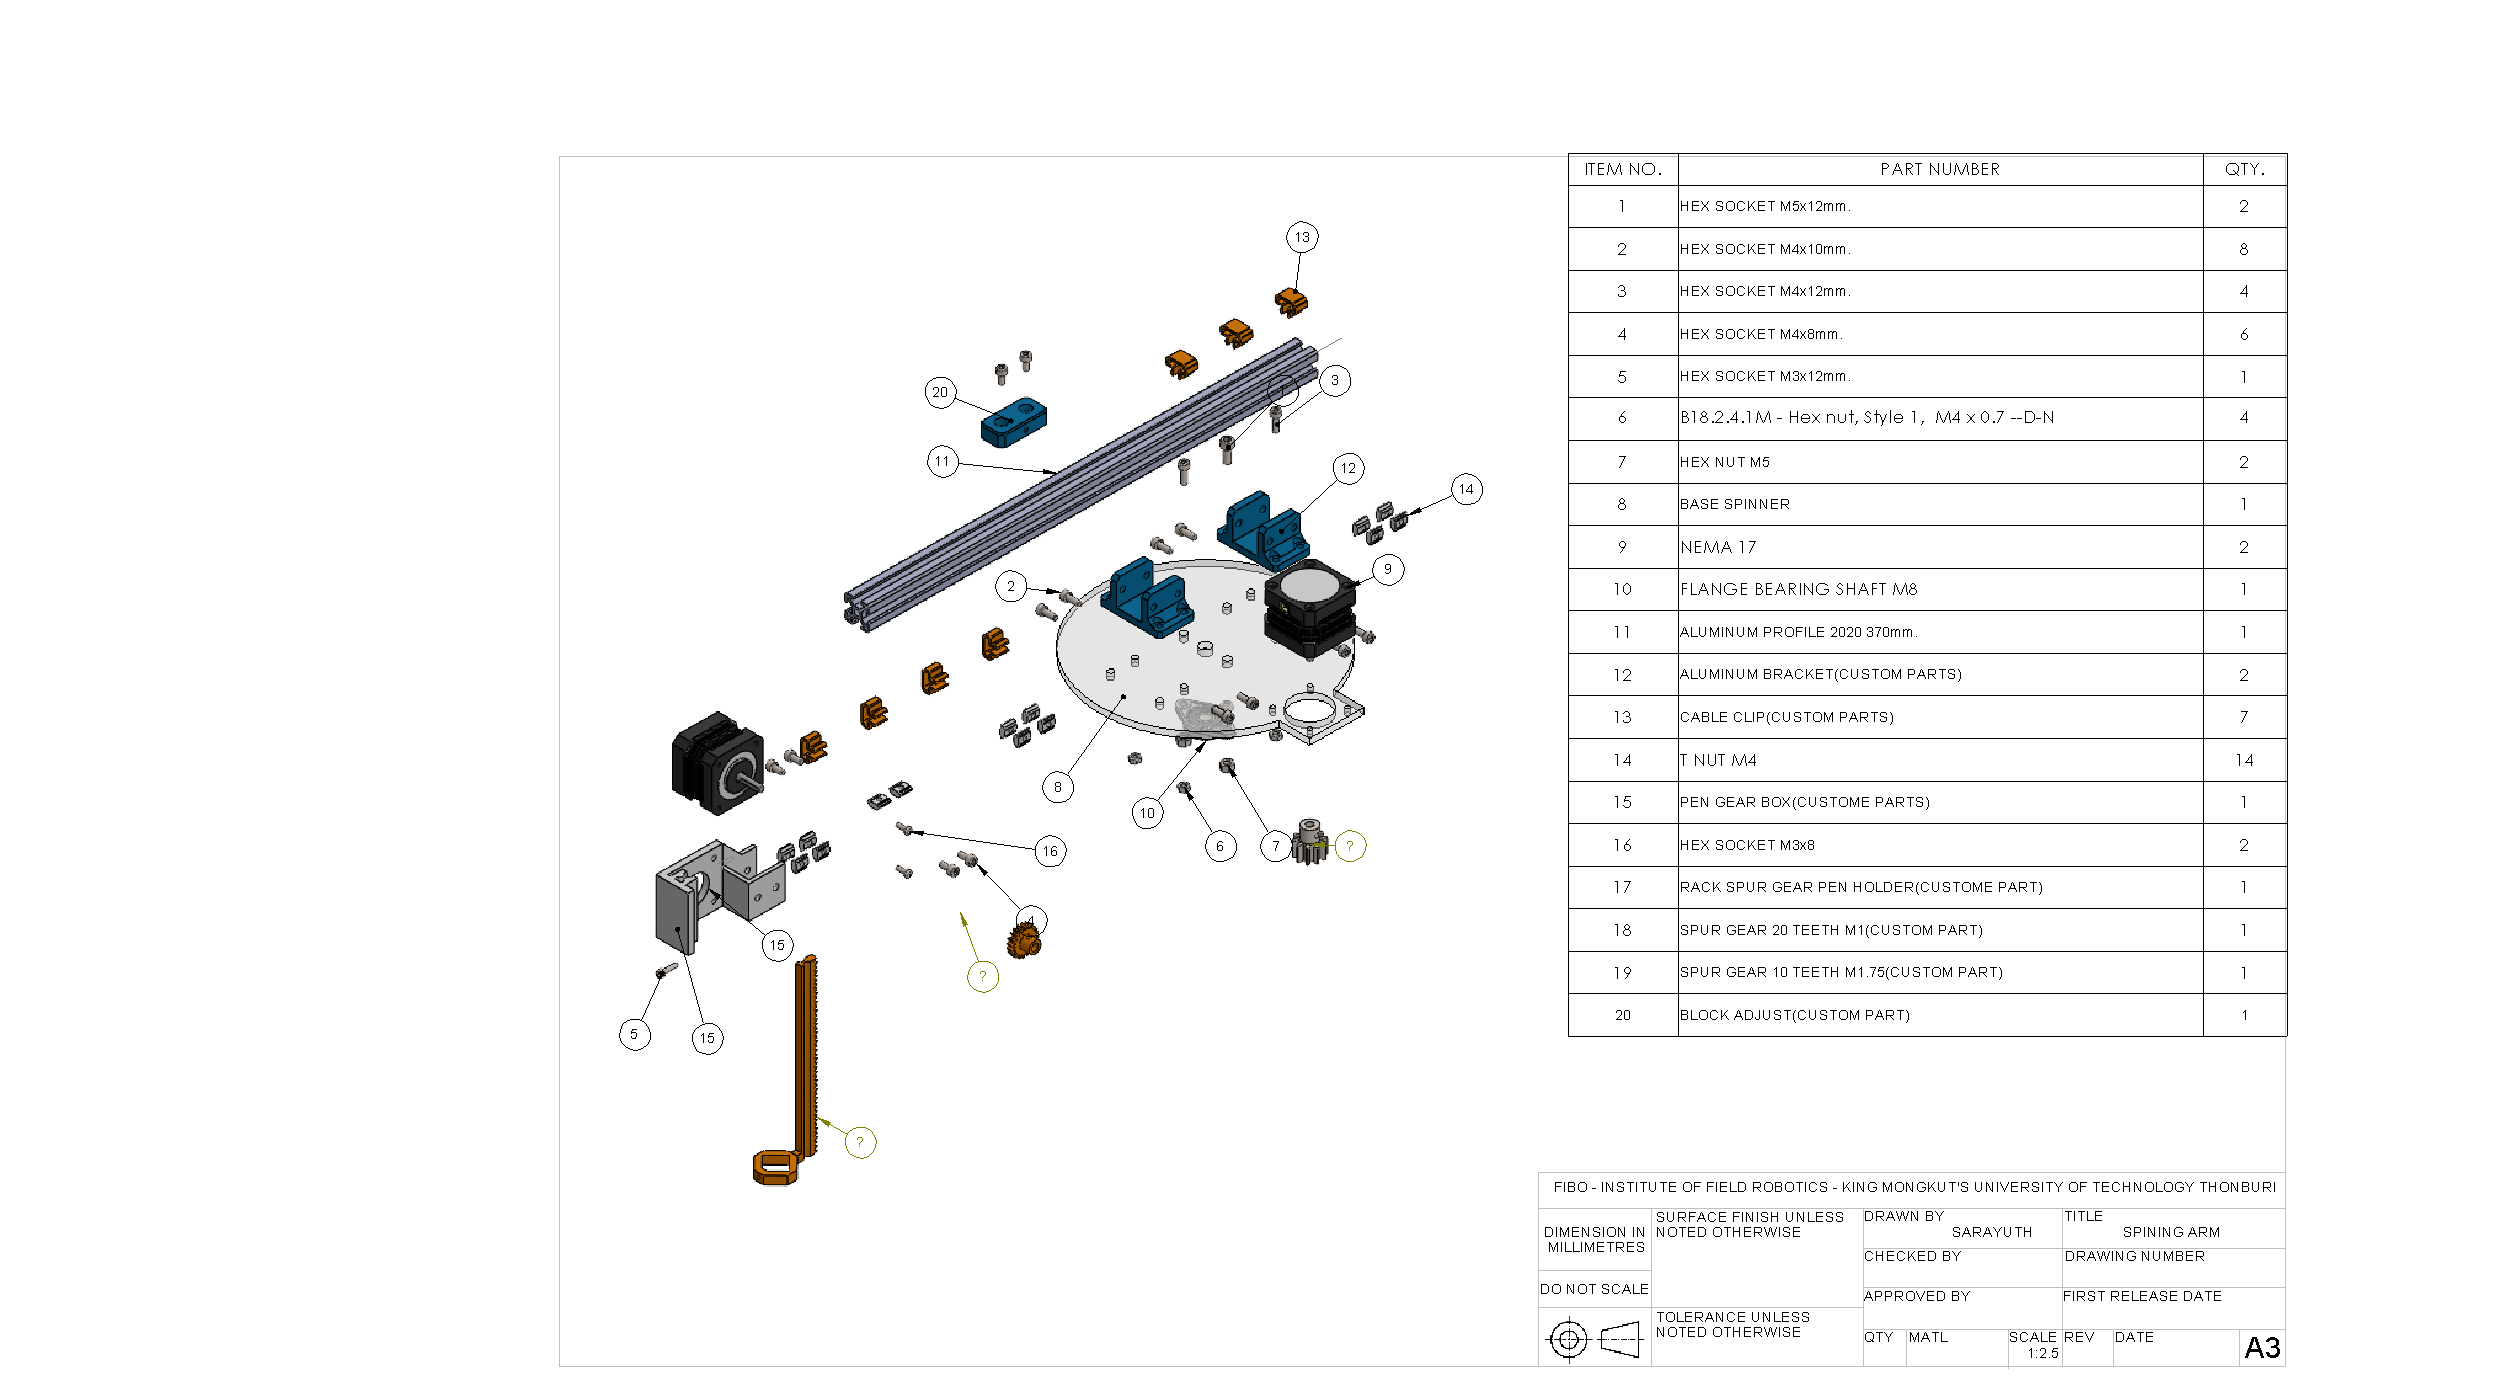 ITEM NO. PART NUMBER QTY.
1 HEX SOCKET M5x12mm. 2
2 HEX SOCKET M4x10mm. 8
3 HEX SOCKET M4x12mm. 4
4 HEX SOCKET M4x8mm. 6
5 HEX SOCKET M3x12mm. 1
6 B18.2.4.1M - Hex nut, Style 1, M4 x 0.7 --D-N 4
7 HEX NUT M5 2
8 BASE SPINNER 1
9 NEMA 17 2
10 FLANGE BEARING SHAFT M8 1
11 ALUMINUM PROFILE 2020 370mm. 1
12 ALUMINUM BRACKET(CUSTOM PARTS) 2
13 CABLE CLIP(CUSTOM PARTS) 7
14 T NUT M4 14
15 PEN GEAR BOX(CUSTOME PARTS) 1
16 HEX SOCKET M3x8 2
17 RACK SPUR GEAR PEN HOLDER(CUSTOME PART) 1
18 SPUR GEAR 20 TEETH M1(CUSTOM PART) 1
19 SPUR GEAR 10 TEETH M1.75(CUSTOM PART) 1
20 BLOCK ADJUST(CUSTOM PART) 1
13
3
20
11
12
14
9
2
8
10
6
7
?
16
4
15
?
5
15
?
FIBO - INSTITUTE OF FIELD ROBOTICS - KING MONGKUT'S UNIVERSITY OF TECHNOLOGY THONBURI
DIMENSION IN
MILLIMETRES
DO NOT SCALE
SURFACE FINISH UNLESS
NOTED OTHERWISE
TOLERANCE UNLESS
NOTED OTHERWISE
DRAWN BY
SARAYUTH
CHECKED BY
APPROVED BY
TITLE
SPINING ARM
DRAWING NUMBER
FIRST RELEASE DATE
QTY MATL SCALE REV DATE
1:2.5
A3